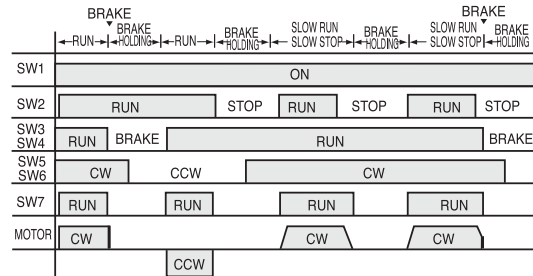 BRAKE BRAKE
RUN BRAKE HOLDING RUN BRAKE HOLDING SLOW RUN SLOW STOP BRAKE HOLDING SLOW RUN SLOW STOP BRAKE HOLDING
SW1 ON
SW2 RUN STOP RUN STOP RUN STOP
SW3 SW4 RUN BRAKE RUN BRAKE
SW5 SW6 CW CCW CW
SW7 RUN RUN RUN RUN
MOTOR CW CW CW
CCW